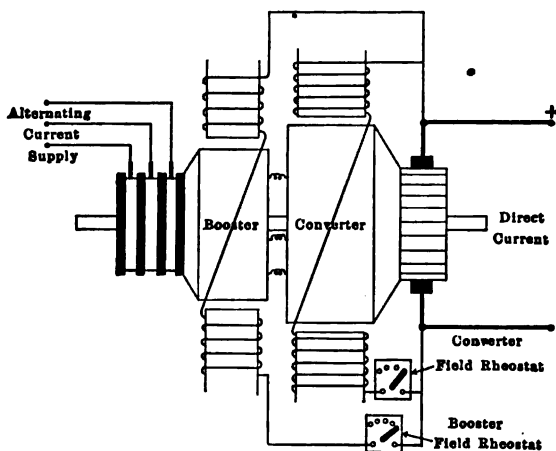 Alternating
Current
Supply
Booster
Converter
+
Direct
Current
Converter
Field Rheostat
Booster
Field Rheostat